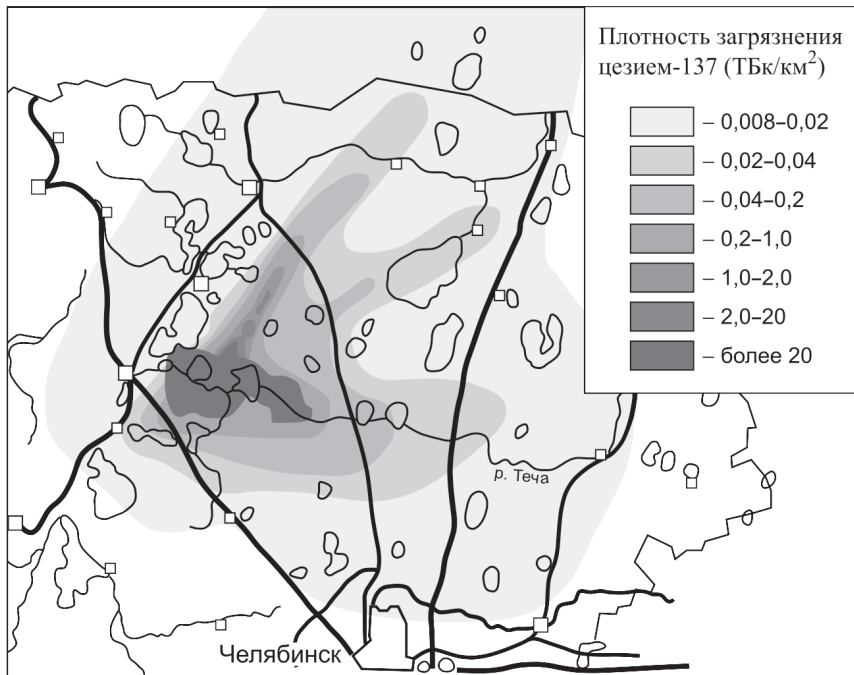 Плотность загрязнения
цезием-137 (ТБк/км²)
– 0,008–0,02
– 0,02–0,04
– 0,04–0,2
– 0,2–1,0
– 1,0–2,0
– 2,0–20
– более 20
р. Теча
Челябинск